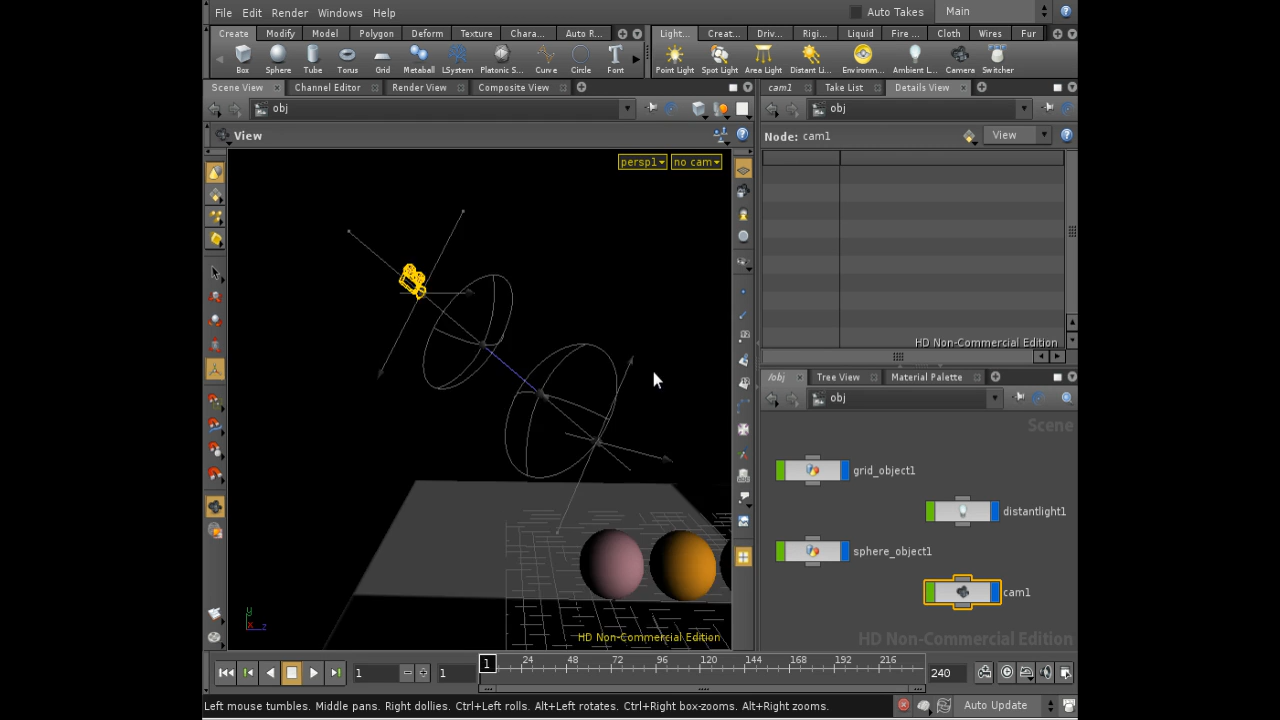 File Edit Render Windows Help Auto Takes Main
Create Modify Model Polygon Deform Texture Chara... Auto R... Light... Creat... Driv... Rigi... Liquid Fire ... Cloth Wires Fur
Box Sphere Tube Torus Grid Metaball LSystem Platonic S... Curve Circle Font Point Light Spot Light Area Light Distant Li... Environm... Ambient L... Camera Switcher
Scene View Channel Editor Render View Composite View cam1 Take List Details View
obj obj
View Node: cam1 View
persp1 no cam
HD Non-Commercial Edition
/obj Tree View Material Palette
obj
Scene
grid_object1
distantlight1
sphere_object1
cam1
y
x z
HD Non-Commercial Edition HD Non-Commercial Edition
1 1 1 24 48 72 96 120 144 168 192 216 240
Left mouse tumbles. Middle pans. Right dollies. Ctrl+Left rolls. Alt+Left rotates. Ctrl+Right box-zooms. Alt+Right zooms. Auto Update